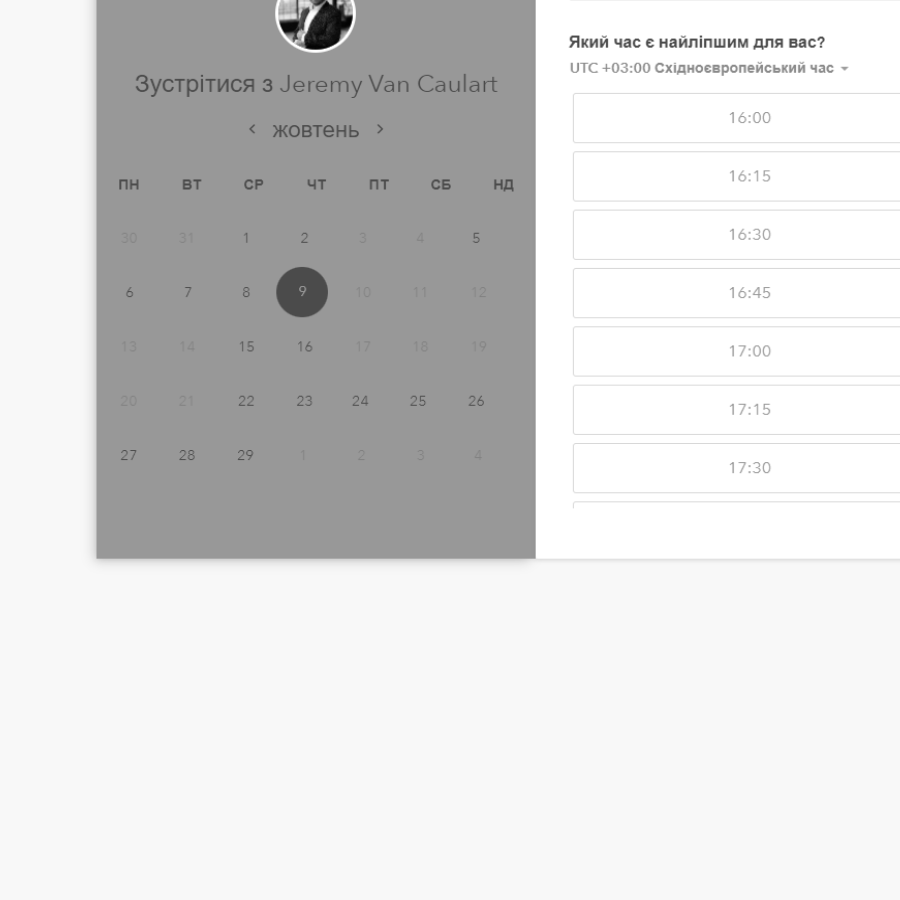 Зустрітися з Jeremy Van Caulart
жовтень
ПН ВТ СР ЧТ ПТ СБ НД
30 31 1 2 3 4 5
6 7 8 9 10 11 12
13 14 15 16 17 18 19
20 21 22 23 24 25 26
27 28 29 1 2 3 4
Який час є найліпшим для вас?
UTC +03:00 Східноєвропейський час
16:00
16:15
16:30
16:45
17:00
17:15
17:30